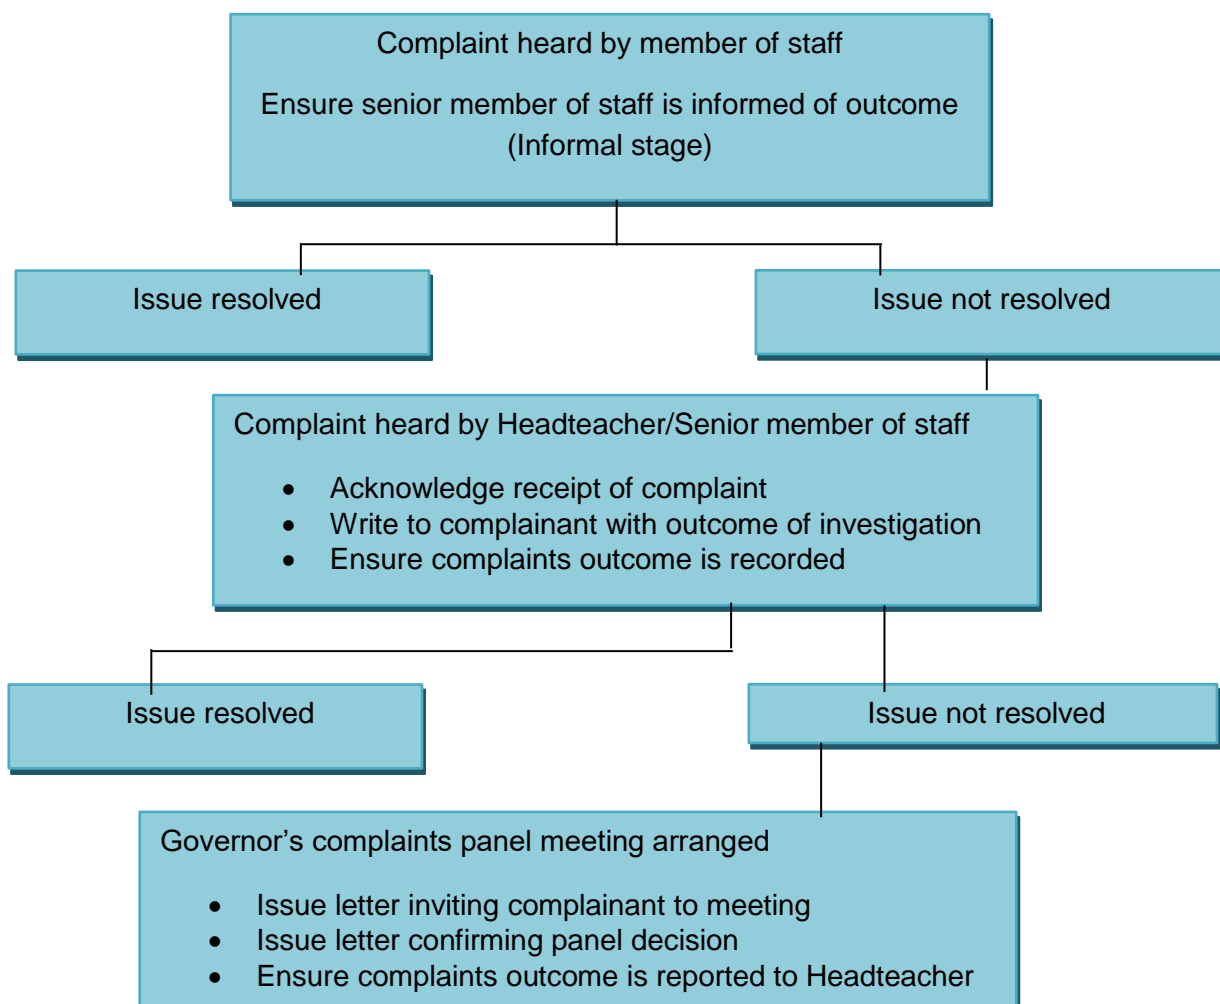 Complaint heard by member of staff
Ensure senior member of staff is informed of outcome
(Informal stage)
Issue resolved
Issue not resolved
Complaint heard by Headteacher/Senior member of staff
• Acknowledge receipt of complaint
• Write to complainant with outcome of investigation
• Ensure complaints outcome is recorded
Issue resolved
Issue not resolved
Governor’s complaints panel meeting arranged
• Issue letter inviting complainant to meeting
• Issue letter confirming panel decision
• Ensure complaints outcome is reported to Headteacher